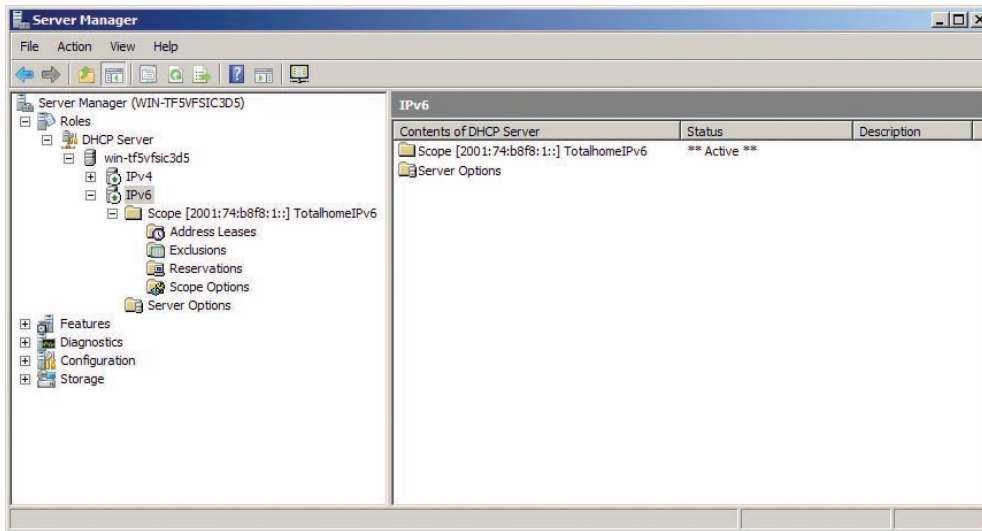 Server Manager
File Action View Help
Server Manager (WIN-TF5VFSIC3D5)
Roles
DHCP Server
win-tf5vfsic3d5
IPv4
IPv6
Scope [2001:74:b8f8:1::] TotalhomeIPv6
Address Leases
Exclusions
Reservations
Scope Options
Server Options
Features
Diagnostics
Configuration
Storage
IPv6
Contents of DHCP Server Status Description
Scope [2001:74:b8f8:1::] TotalhomeIPv6 ** Active **
Server Options